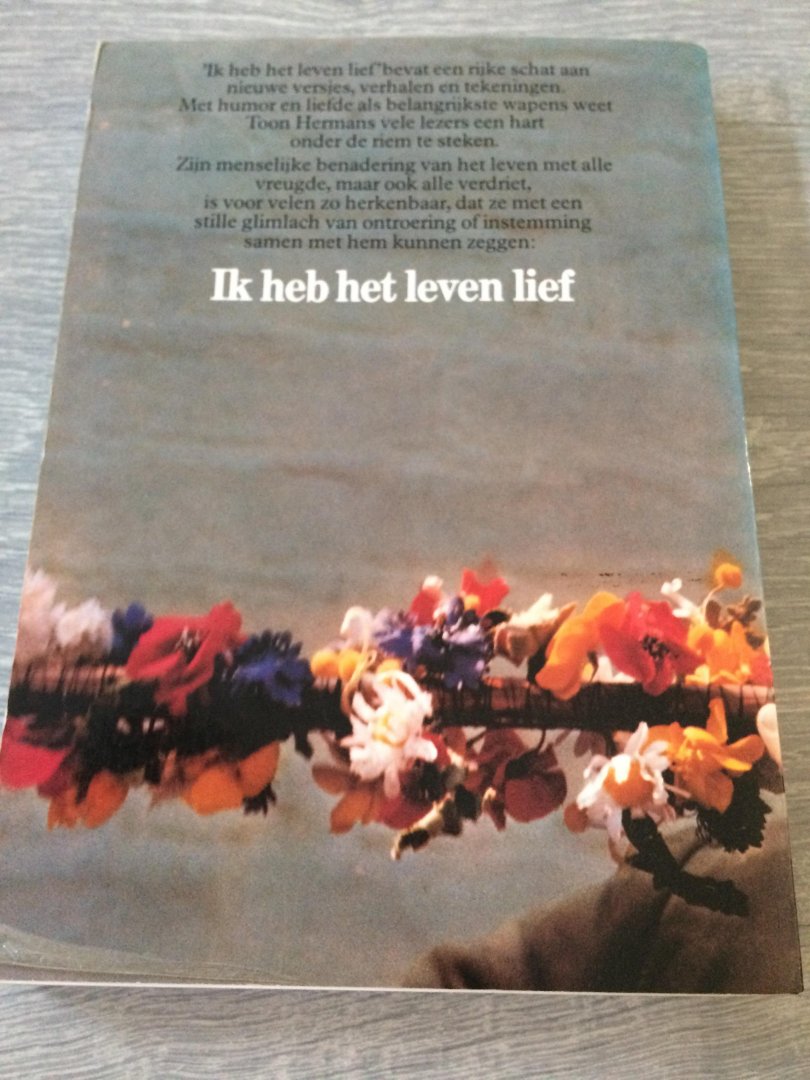 "Ik heb het leven lief" bevat een rijke schat aan
nieuwe versjes, verhalen en tekeningen.
Met humor en liefde als belangrijkste wapens weet
Toon Hermans vele lezers een hart
onder de riem te steken.
Zijn menselijke benadering van het leven met alle
vreugde, maar ook alle verdriet,
is voor velen zo herkenbaar, dat ze met een
stille glimlach van ontroering of instemming
samen met hem kunnen zeggen:
Ik heb het leven lief